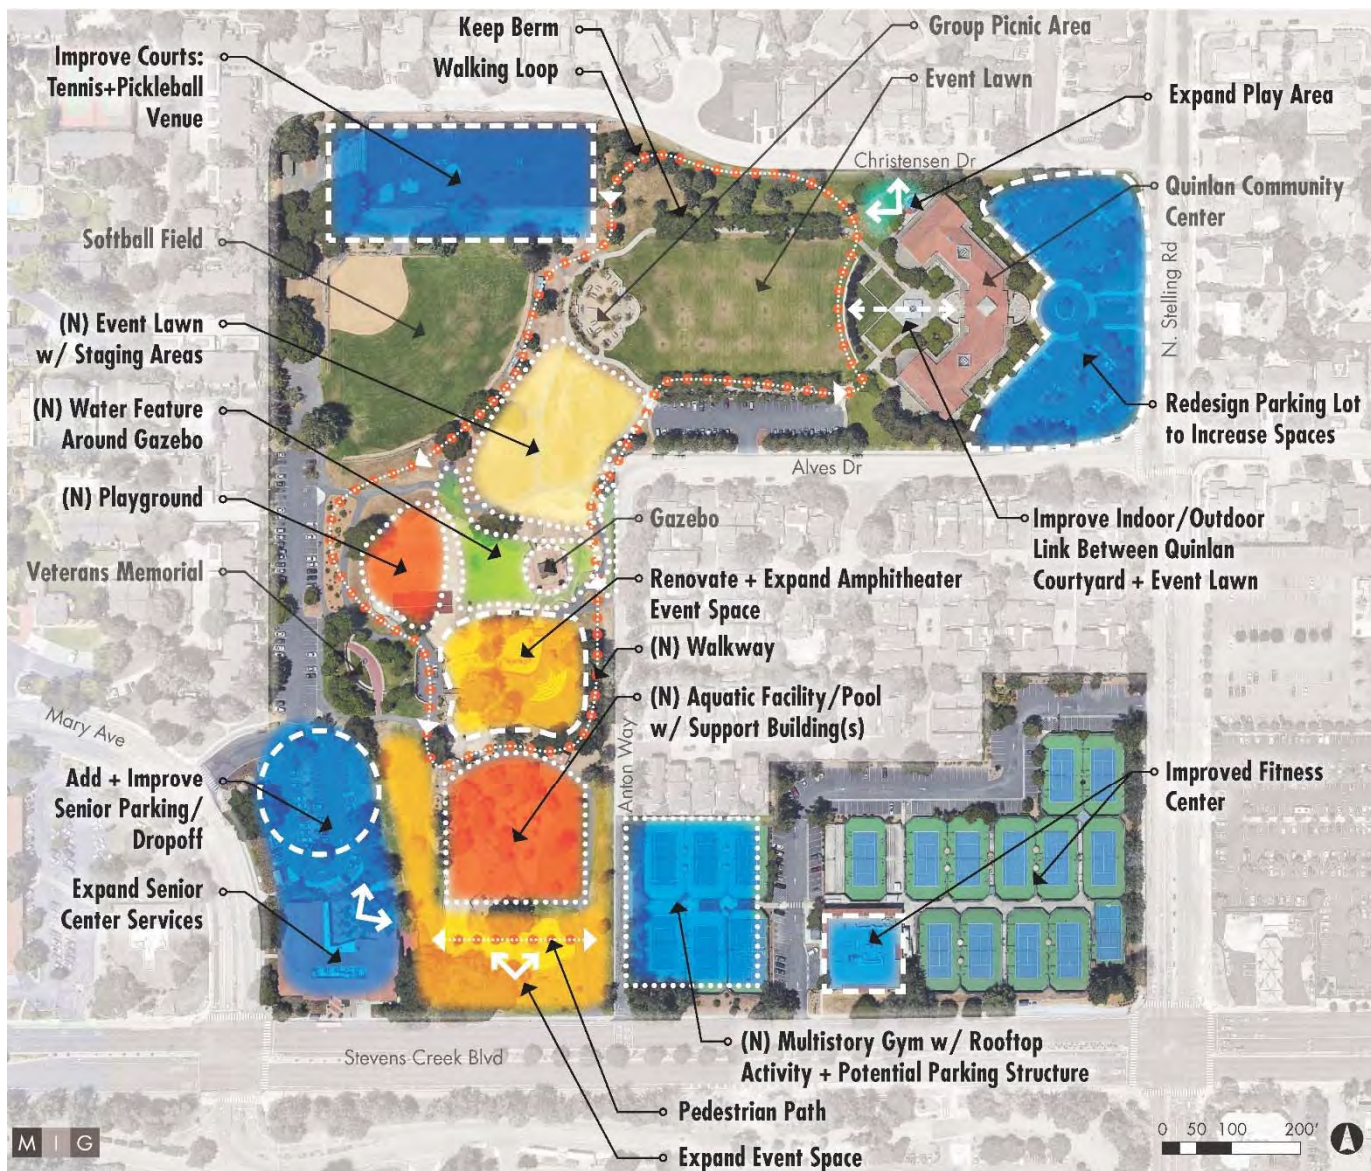 Improve Courts:
Tennis+Pickleball
Venue
Keep Berm
Walking Loop
Group Picnic Area
Event Lawn
Expand Play Area
Christensen Dr
Quinlan Community
Center
N. Stelling Rd
Softball Field
(N) Event Lawn
w/ Staging Areas
(N) Water Feature
Around Gazebo
(N) Playground
Veterans Memorial
Redesign Parking Lot
to Increase Spaces
Alves Dr
Gazebo
Improve Indoor/Outdoor
Link Between Quinlan
Courtyard + Event Lawn
Renovate + Expand Amphitheater
Event Space
(N) Walkway
(N) Aquatic Facility/Pool
w/ Support Building(s)
Mary Ave
Anton Way
Add + Improve
Senior Parking/
Dropoff
Expand Senior
Center Services
Improved Fitness
Center
Stevens Creek Blvd
(N) Multistory Gym w/ Rooftop
Activity + Potential Parking Structure
Pedestrian Path
Expand Event Space
M I G
0 50 100 200'